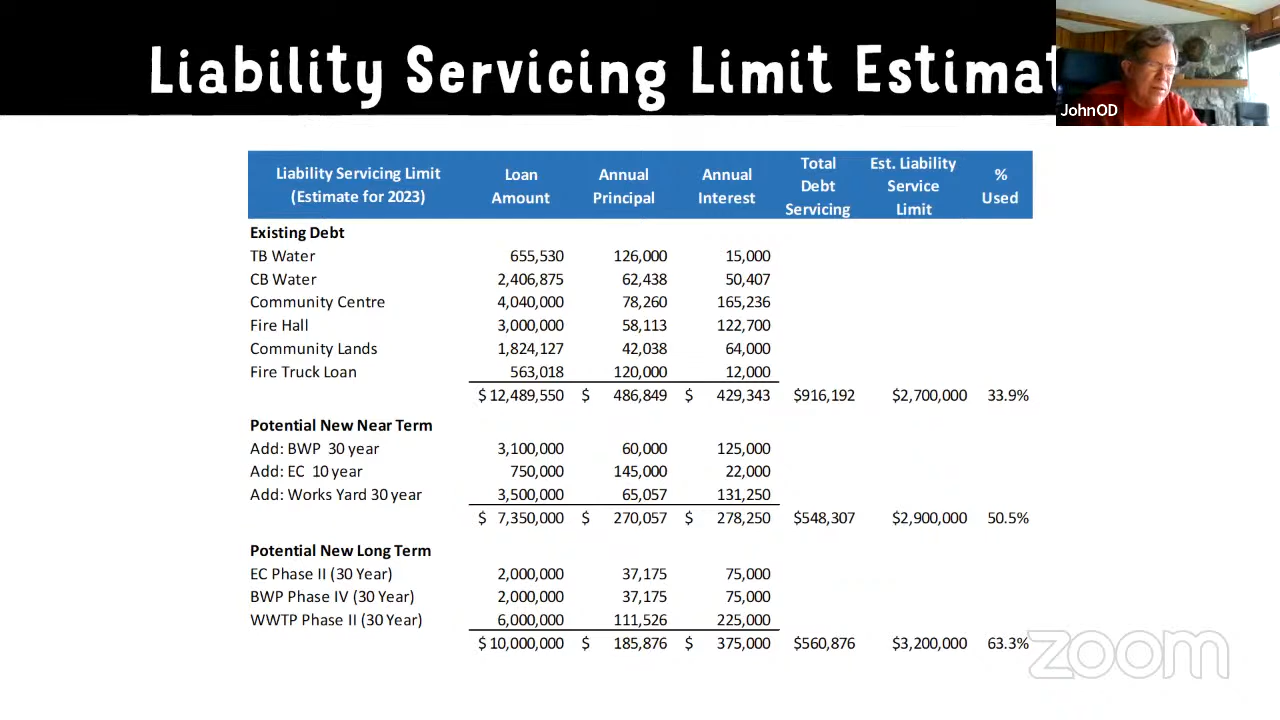 Liability Servicing Limit Estimat
JohnOD
Liability Servicing Limit (Estimate for 2023) Loan Amount Annual Principal Annual Interest Total Debt Servicing Est. Liability Service Limit % Used
Existing Debt
TB Water 655,530 126,000 15,000
CB Water 2,406,875 62,438 50,407
Community Centre 4,040,000 78,260 165,236
Fire Hall 3,000,000 58,113 122,700
Community Lands 1,824,127 42,038 64,000
Fire Truck Loan 563,018 120,000 12,000
$ 12,489,550 $ 486,849 $ 429,343 $916,192 $2,700,000 33.9%
Potential New Near Term
Add: BWP 30 year 3,100,000 60,000 125,000
Add: EC 10 year 750,000 145,000 22,000
Add: Works Yard 30 year 3,500,000 65,057 131,250
$ 7,350,000 $ 270,057 $ 278,250 $548,307 $2,900,000 50.5%
Potential New Long Term
EC Phase II (30 Year) 2,000,000 37,175 75,000
BWP Phase IV (30 Year) 2,000,000 37,175 75,000
WWTP Phase II (30 Year) 6,000,000 111,526 225,000
$ 10,000,000 $ 185,876 $ 375,000 $560,876 $3,200,000 63.3%
zoom